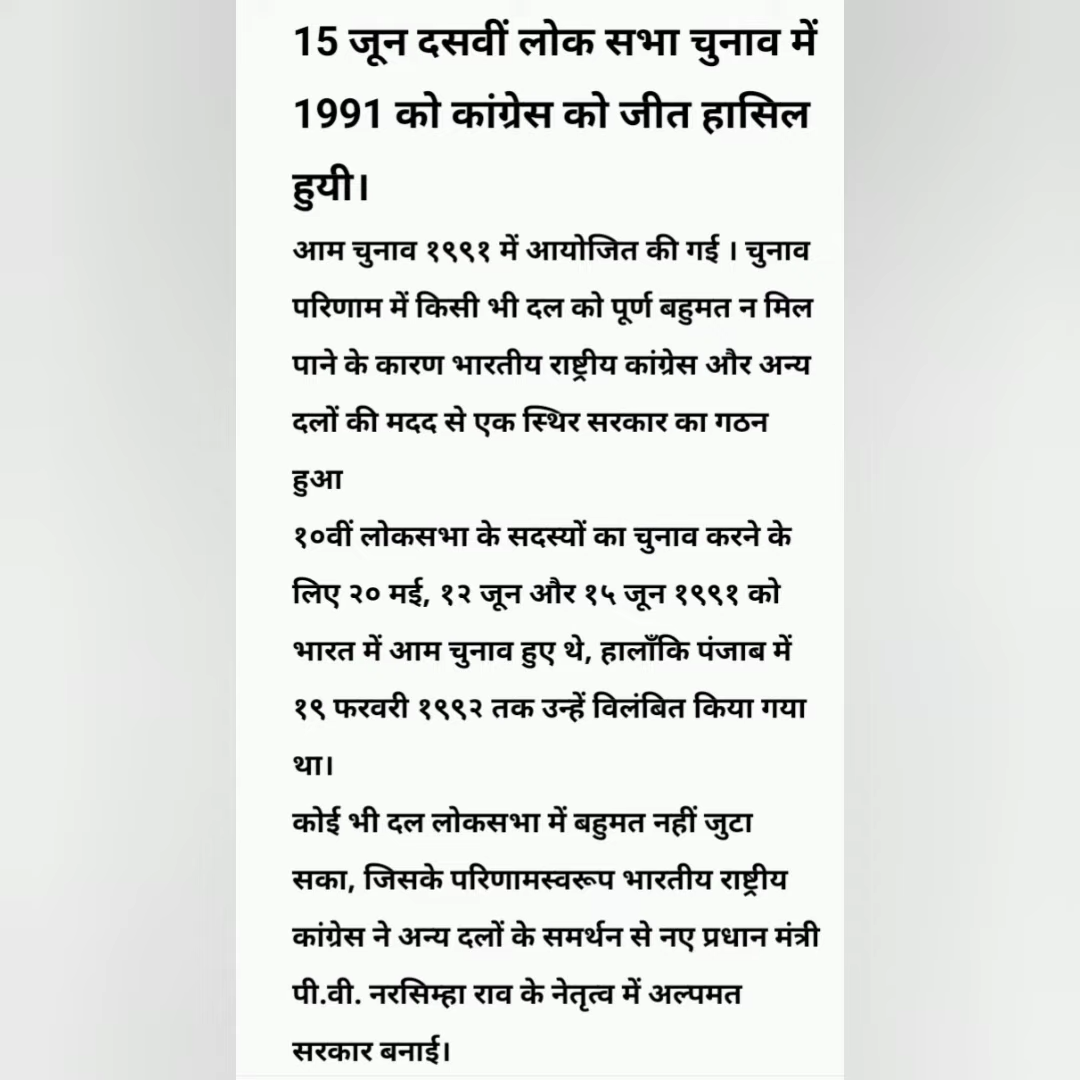 15 जून दसवीं लोक सभा चुनाव में
1991 को कांग्रेस को जीत हासिल
हुयी।
आम चुनाव १९९१ में आयोजित की गई । चुनाव
परिणाम में किसी भी दल को पूर्ण बहुमत न मिल
पाने के कारण भारतीय राष्ट्रीय कांग्रेस और अन्य
दलों की मदद से एक स्थिर सरकार का गठन
हुआ
१०वीं लोकसभा के सदस्यों का चुनाव करने के
लिए २० मई, १२ जून और १५ जून १९९१ को
भारत में आम चुनाव हुए थे, हालाँकि पंजाब में
१९ फरवरी १९९२ तक उन्हें विलंबित किया गया
था।
कोई भी दल लोकसभा में बहुमत नहीं जुटा
सका, जिसके परिणामस्वरूप भारतीय राष्ट्रीय
कांग्रेस ने अन्य दलों के समर्थन से नए प्रधान मंत्री
पी.वी. नरसिम्हा राव के नेतृत्व में अल्पमत
सरकार बनाई।